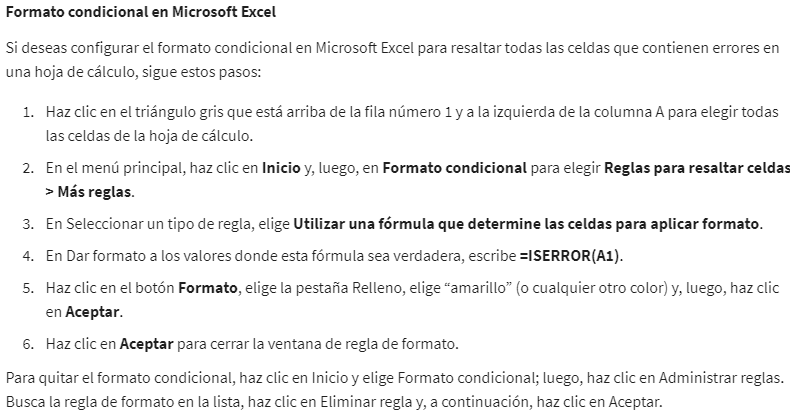 Formato condicional en Microsoft Excel
Si deseas configurar el formato condicional en Microsoft Excel para resaltar todas las celdas que contienen errores en
una hoja de cálculo, sigue estos pasos:
1. Haz clic en el triángulo gris que está arriba de la fila número 1 y a la izquierda de la columna A para elegir todas
las celdas de la hoja de cálculo.
2. En el menú principal, haz clic en Inicio y, luego, en Formato condicional para elegir Reglas para resaltar celdas
> Más reglas.
3. En Seleccionar un tipo de regla, elige Utilizar una fórmula que determine las celdas para aplicar formato.
4. En Dar formato a los valores donde esta fórmula sea verdadera, escribe =ISERROR(A1).
5. Haz clic en el botón Formato, elige la pestaña Relleno, elige “amarillo” (o cualquier otro color) y, luego, haz clic
en Aceptar.
6. Haz clic en Aceptar para cerrar la ventana de regla de formato.
Para quitar el formato condicional, haz clic en Inicio y elige Formato condicional; luego, haz clic en Administrar reglas.
Busca la regla de formato en la lista, haz clic en Eliminar regla y, a continuación, haz clic en Aceptar.